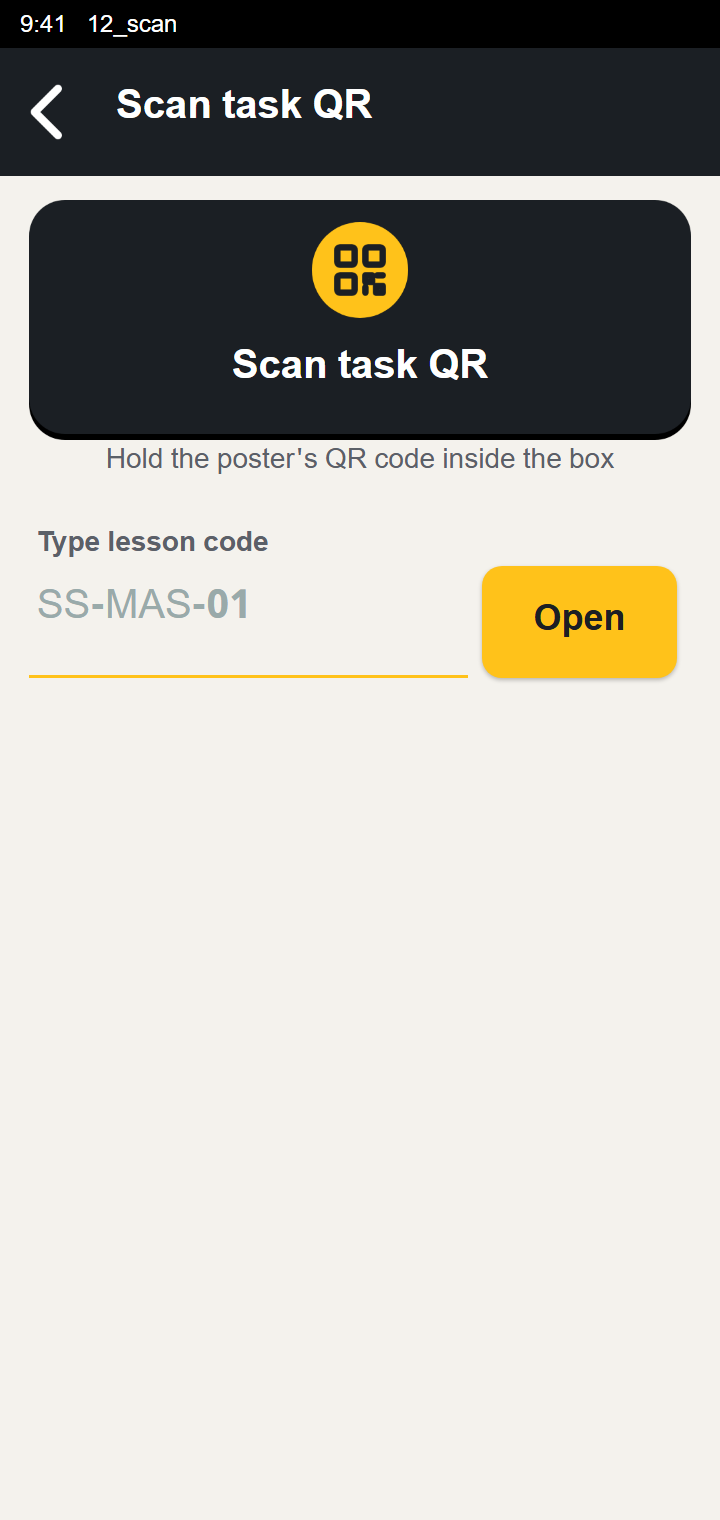 9:41 12_scan
Scan task QR
Scan task QR
Hold the poster's QR code inside the box
Type lesson code
SS-MAS-01
Open